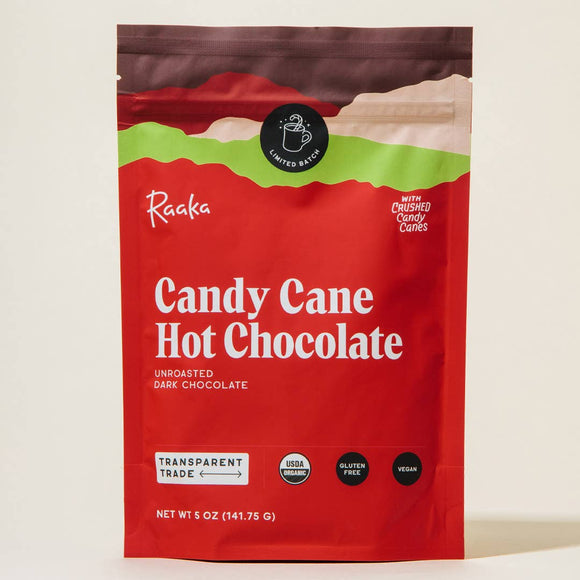 LIMITED BATCH
Raaka
WITH
CRUSHED
Candy
Canes
Candy Cane
Hot Chocolate
UNROASTED
DARK CHOCOLATE
TRANSPARENT
TRADE
USDA
ORGANIC
GLUTEN
FREE
VEGAN
NET WT 5 OZ (141.75 G)